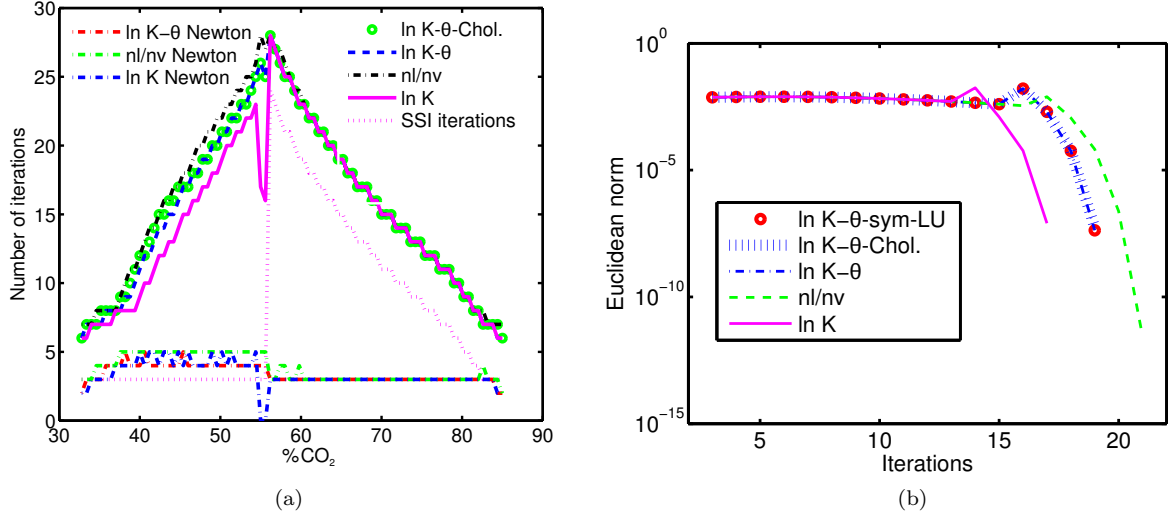 30
25
20
15
10
5
0
Number of iterations
ln K−θ Newton
nl/nv Newton
ln K Newton
ln K-θ-Chol.
ln K-θ
nl/nv
ln K
SSI iterations
30 40 50 60 70 80 90
%CO₂
(a)
10⁰
10⁻⁵
10⁻¹⁰
10⁻¹⁵
Euclidean norm
ln K−θ-sym-LU
ln K−θ-Chol.
ln K−θ
nl/nv
ln K
5 10 15 20
Iterations
(b)